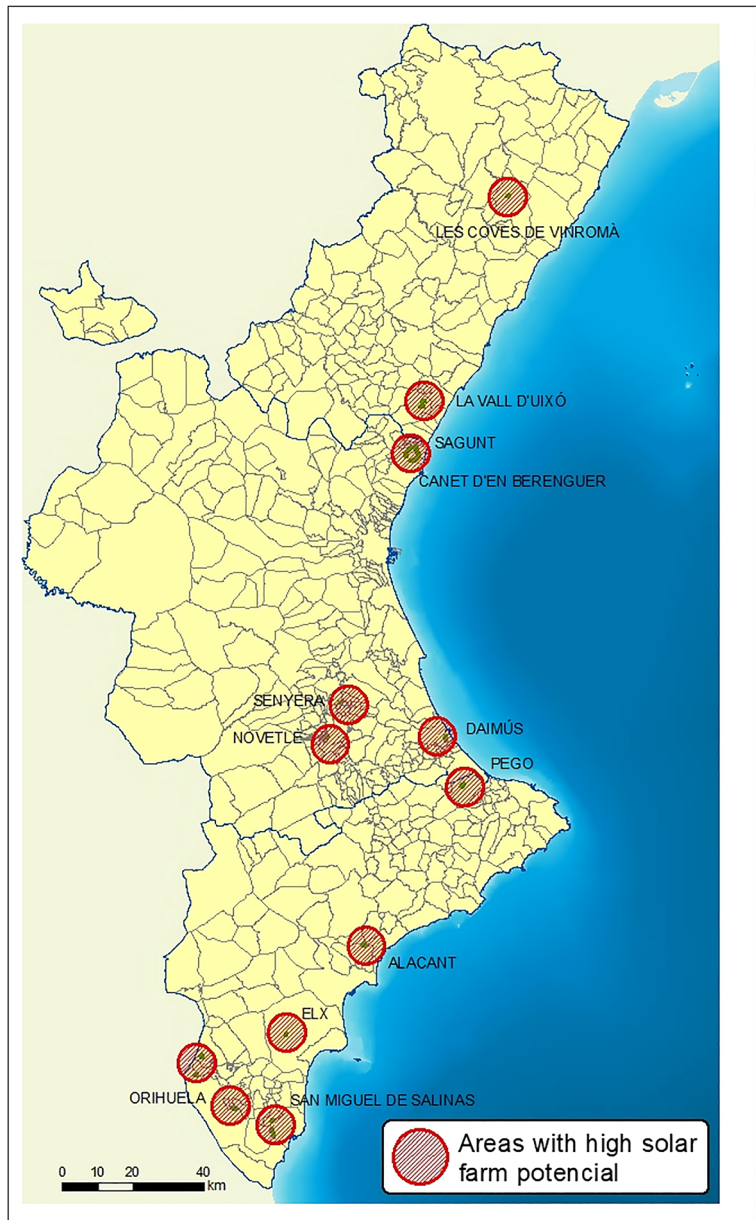 LES COVES DE VINROMÀ
LA VALL D'UIXÓ
SAGUNT
CANET D'EN BERENGUER
SENYERA
NOVETLÈ
DAIMÚS
PEGO
ALACANT
ELX
ORIHUELA
SAN MIGUEL DE SALINAS
Areas with high solar
farm potencial
0 10 20 40
km